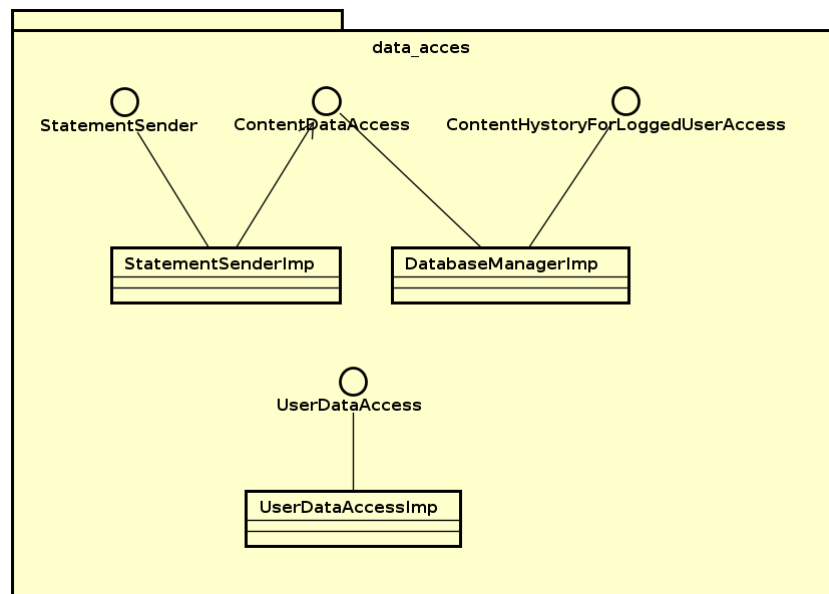 data_acces
StatementSender
ContentDataAccess
ContentHystoryForLoggedUserAccess
StatementSenderImp
DatabaseManagerImp
UserDataAccess
UserDataAccessImp